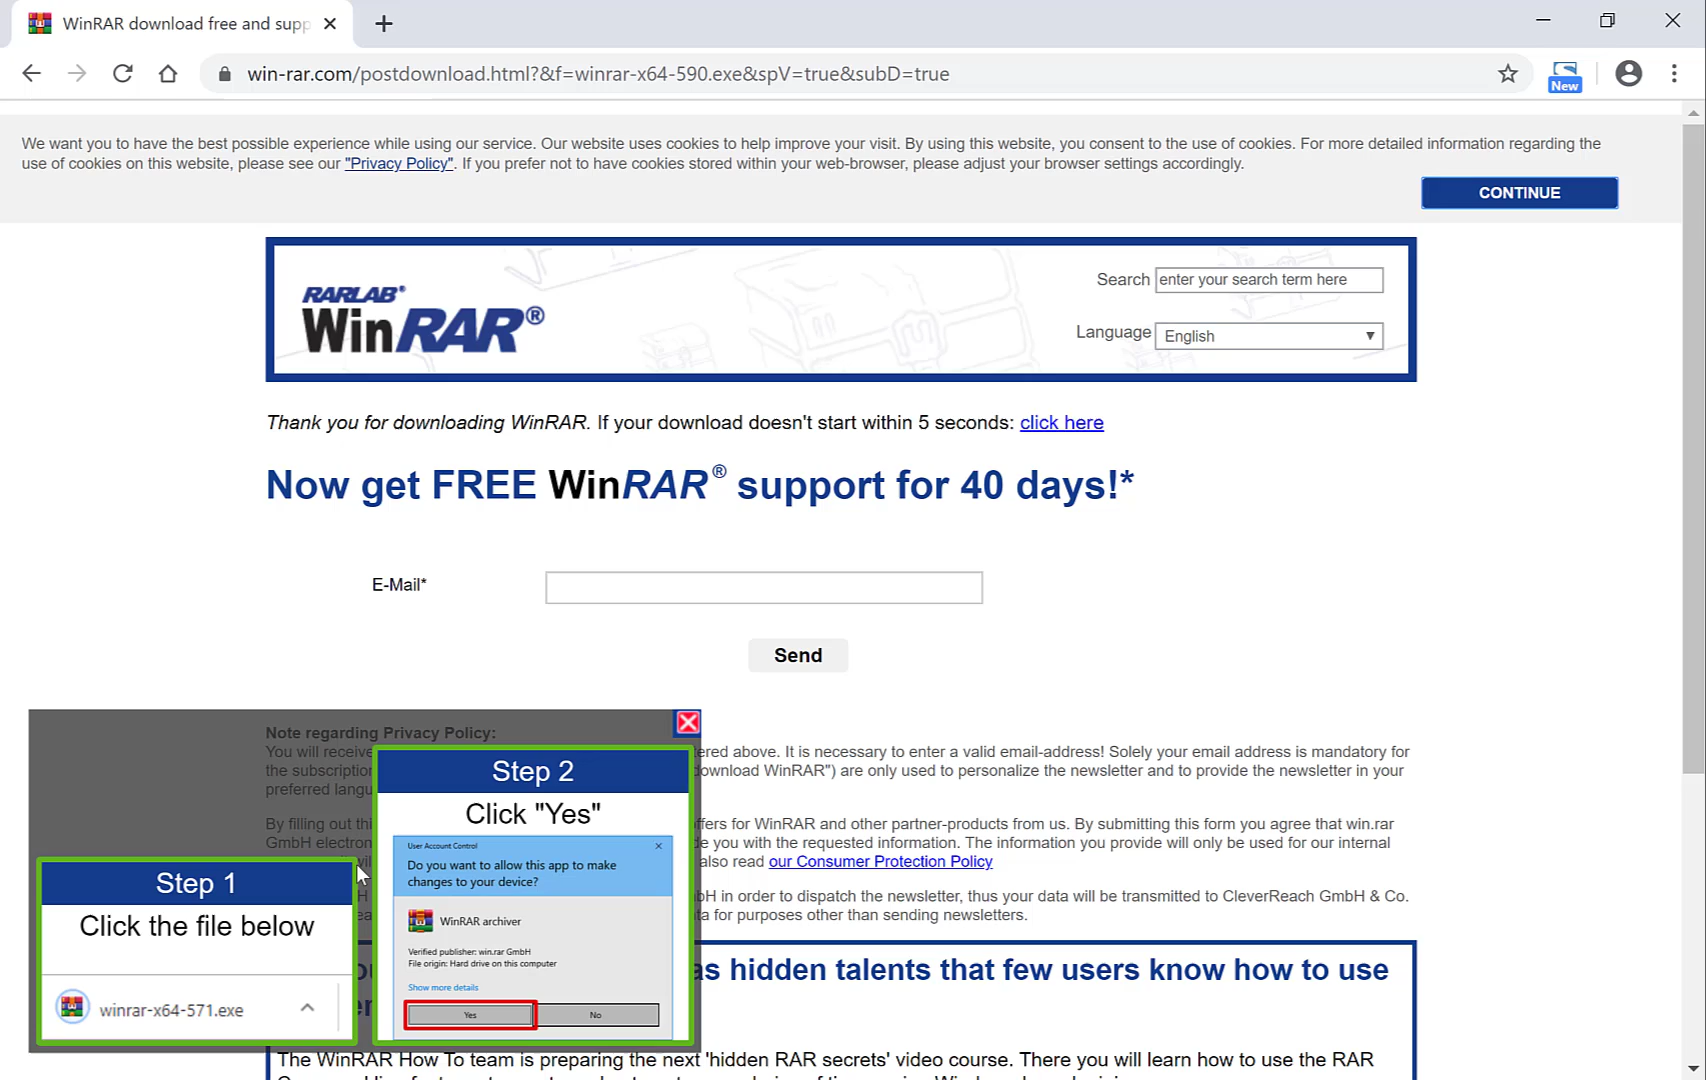 WinRAR download free and supp
win-rar.com/postdownload.html?&f=winrar-x64-590.exe&spV=true&subD=true
New
We want you to have the best possible experience while using our service. Our website uses cookies to help improve your visit. By using this website, you consent to the use of cookies. For more detailed information regarding the
use of cookies on this website, please see our "Privacy Policy". If you prefer not to have cookies stored within your web-browser, please adjust your browser settings accordingly.
CONTINUE
RARLAB®
WinRAR®
Search enter your search term here
Language English
Thank you for downloading WinRAR. If your download doesn't start within 5 seconds: click here
Now get FREE WinRAR® support for 40 days!*
E-Mail*
Send
Note regarding Privacy Policy:
You will receive
ered above. It is necessary to enter a valid email-address! Solely your email address is mandatory for
the subscription
ownload WinRAR") are only used to personalize the newsletter and to provide the newsletter in your
preferred langu
By filling out thi
ffers for WinRAR and other partner-products from us. By submitting this form you agree that win.rar
GmbH electron
de you with the requested information. The information you provide will only be used for our internal
also read our Consumer Protection Policy
bH in order to dispatch the newsletter, thus your data will be transmitted to CleverReach GmbH & Co.
ta for purposes other than sending newsletters.
as hidden talents that few users know how to use
The WinRAR How To team is preparing the next 'hidden RAR secrets' video course. There you will learn how to use the RAR
Step 1
Click the file below
winrar-x64-571.exe
Step 2
Click "Yes"
User Account Control
Do you want to allow this app to make
changes to your device?
WinRAR archiver
Verified publisher: win.rar GmbH
File origin: Hard drive on this computer
Show more details
Yes
No